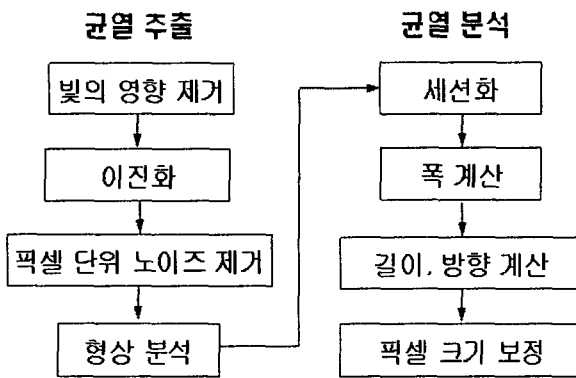 균열 추출
빛의 영향 제거
이진화
픽셀 단위 노이즈 제거
형상 분석
균열 분석
세션화
폭 계산
길이, 방향 계산
픽셀 크기 보정